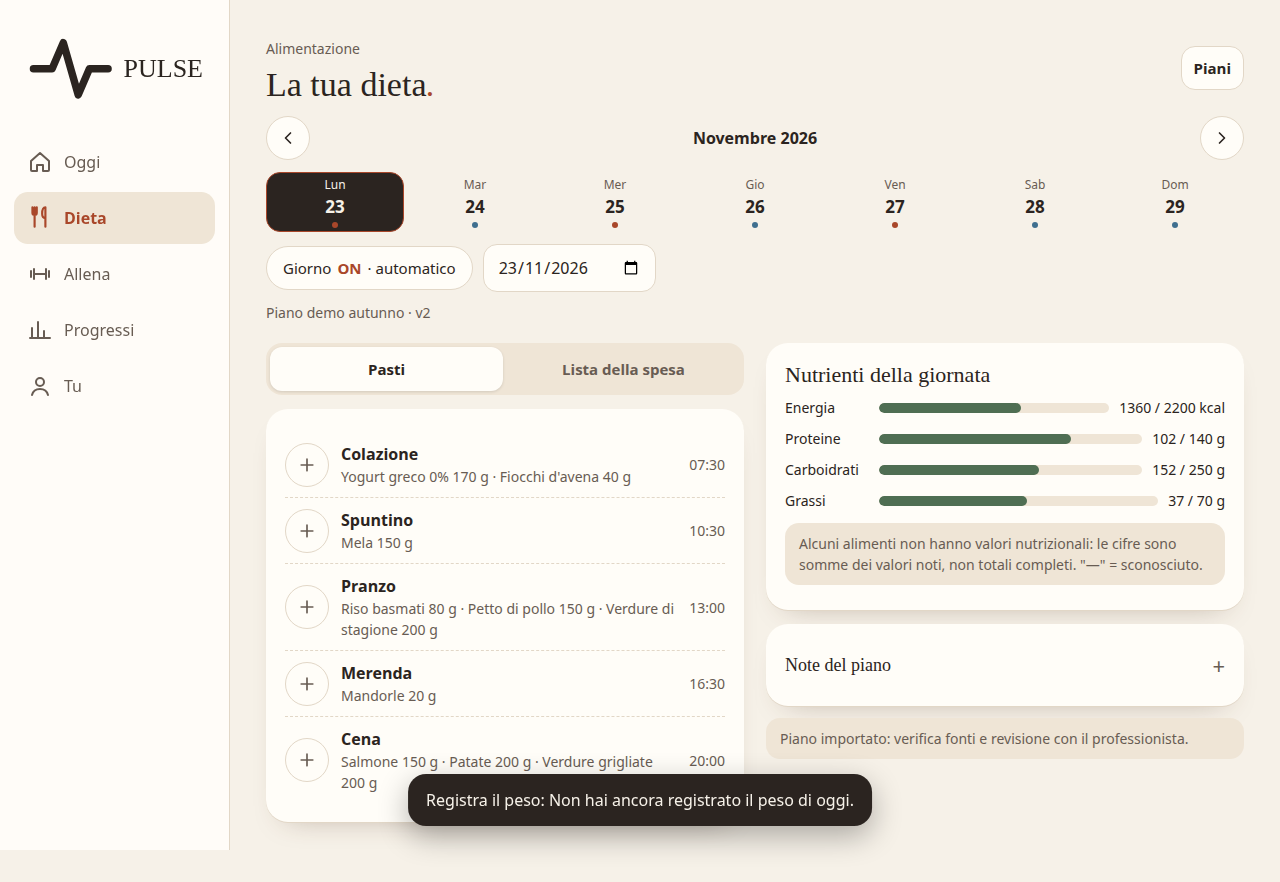 PULSE
Oggi
Dieta
Allena
Progressi
Tu
Alimentazione
La tua dieta.
Piani
Novembre 2026
Lun
23
Mar
24
Mer
25
Gio
26
Ven
27
Sab
28
Dom
29
Giorno ON · automatico
23/11/2026
Piano demo autunno · v2
Pasti
Lista della spesa
Colazione
Yogurt greco 0% 170 g · Fiocchi d'avena 40 g
07:30
Spuntino
Mela 150 g
10:30
Pranzo
Riso basmati 80 g · Petto di pollo 150 g · Verdure di
stagione 200 g
13:00
Merenda
Mandorle 20 g
16:30
Cena
Salmone 150 g · Patate 200 g · Verdure grigliate
200 g
20:00
Nutrienti della giornata
Energia 1360 / 2200 kcal
Proteine 102 / 140 g
Carboidrati 152 / 250 g
Grassi 37 / 70 g
Alcuni alimenti non hanno valori nutrizionali: le cifre sono
somme dei valori noti, non totali completi. "—" = sconosciuto.
Note del piano +
Piano importato: verifica fonti e revisione con il professionista.
Registra il peso: Non hai ancora registrato il peso di oggi.